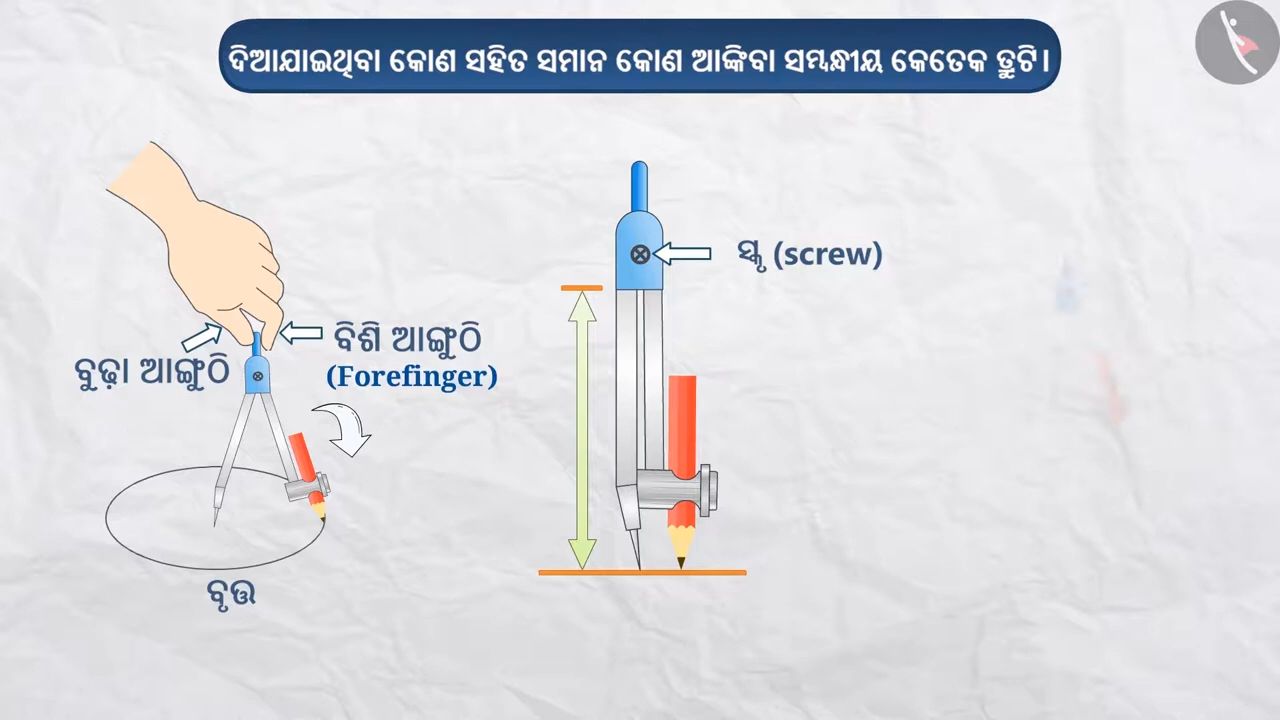 ଦିଆଯାଇଥିବା କୋଣ ସହିତ ସମାନ କୋଣ ଆଙ୍କିବା ସମ୍ବନ୍ଧୀୟ କେତେକ ତ୍ରୁଟି।
ସ୍କୃ (screw)
ବିଶି ଆଙ୍ଗୁଠି
(Forefinger)
ବୁଢ଼ା ଆଙ୍ଗୁଠି
ବୃତ୍ତ